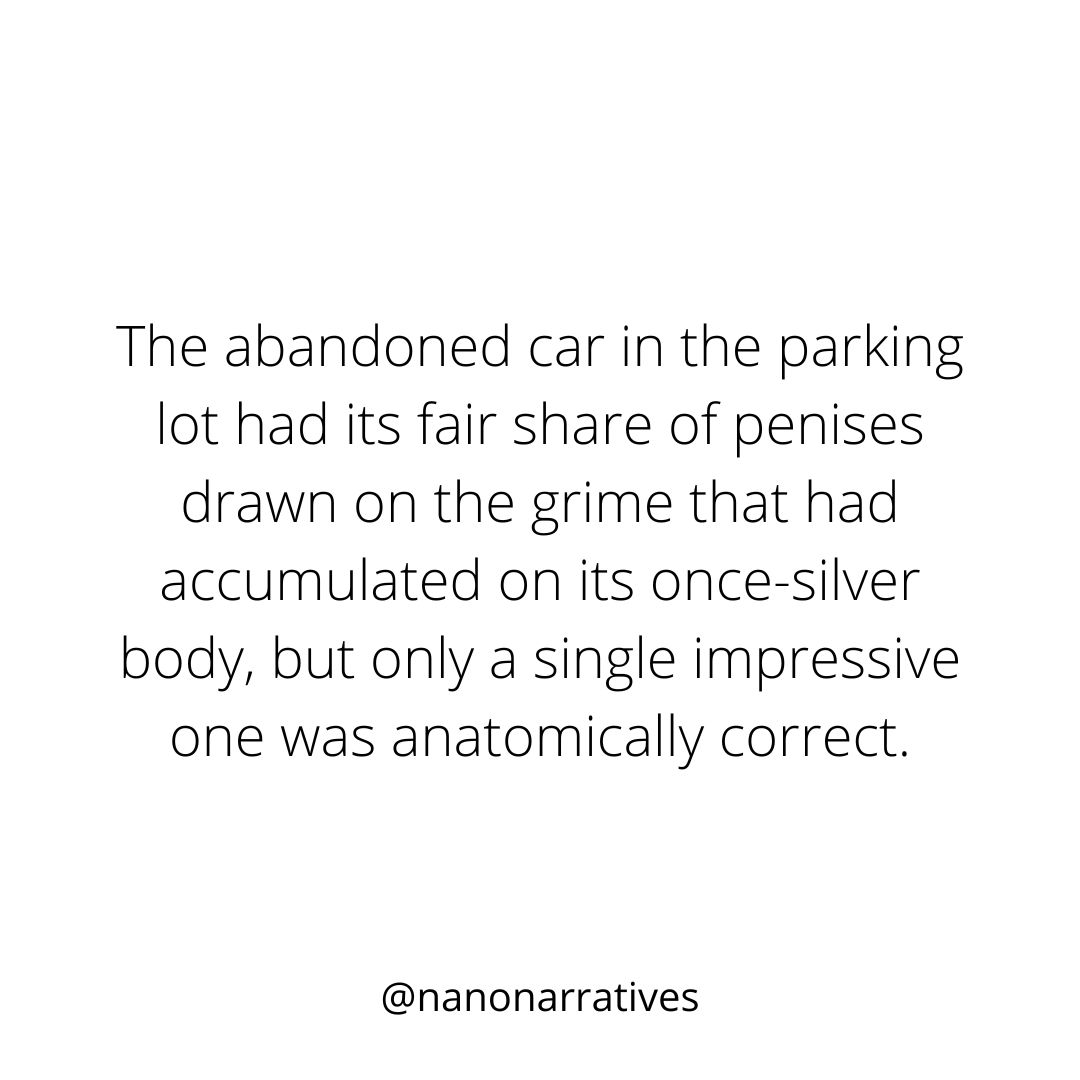 The abandoned car in the parking
lot had its fair share of penises
drawn on the grime that had
accumulated on its once-silver
body, but only a single impressive
one was anatomically correct.
@nanonarratives